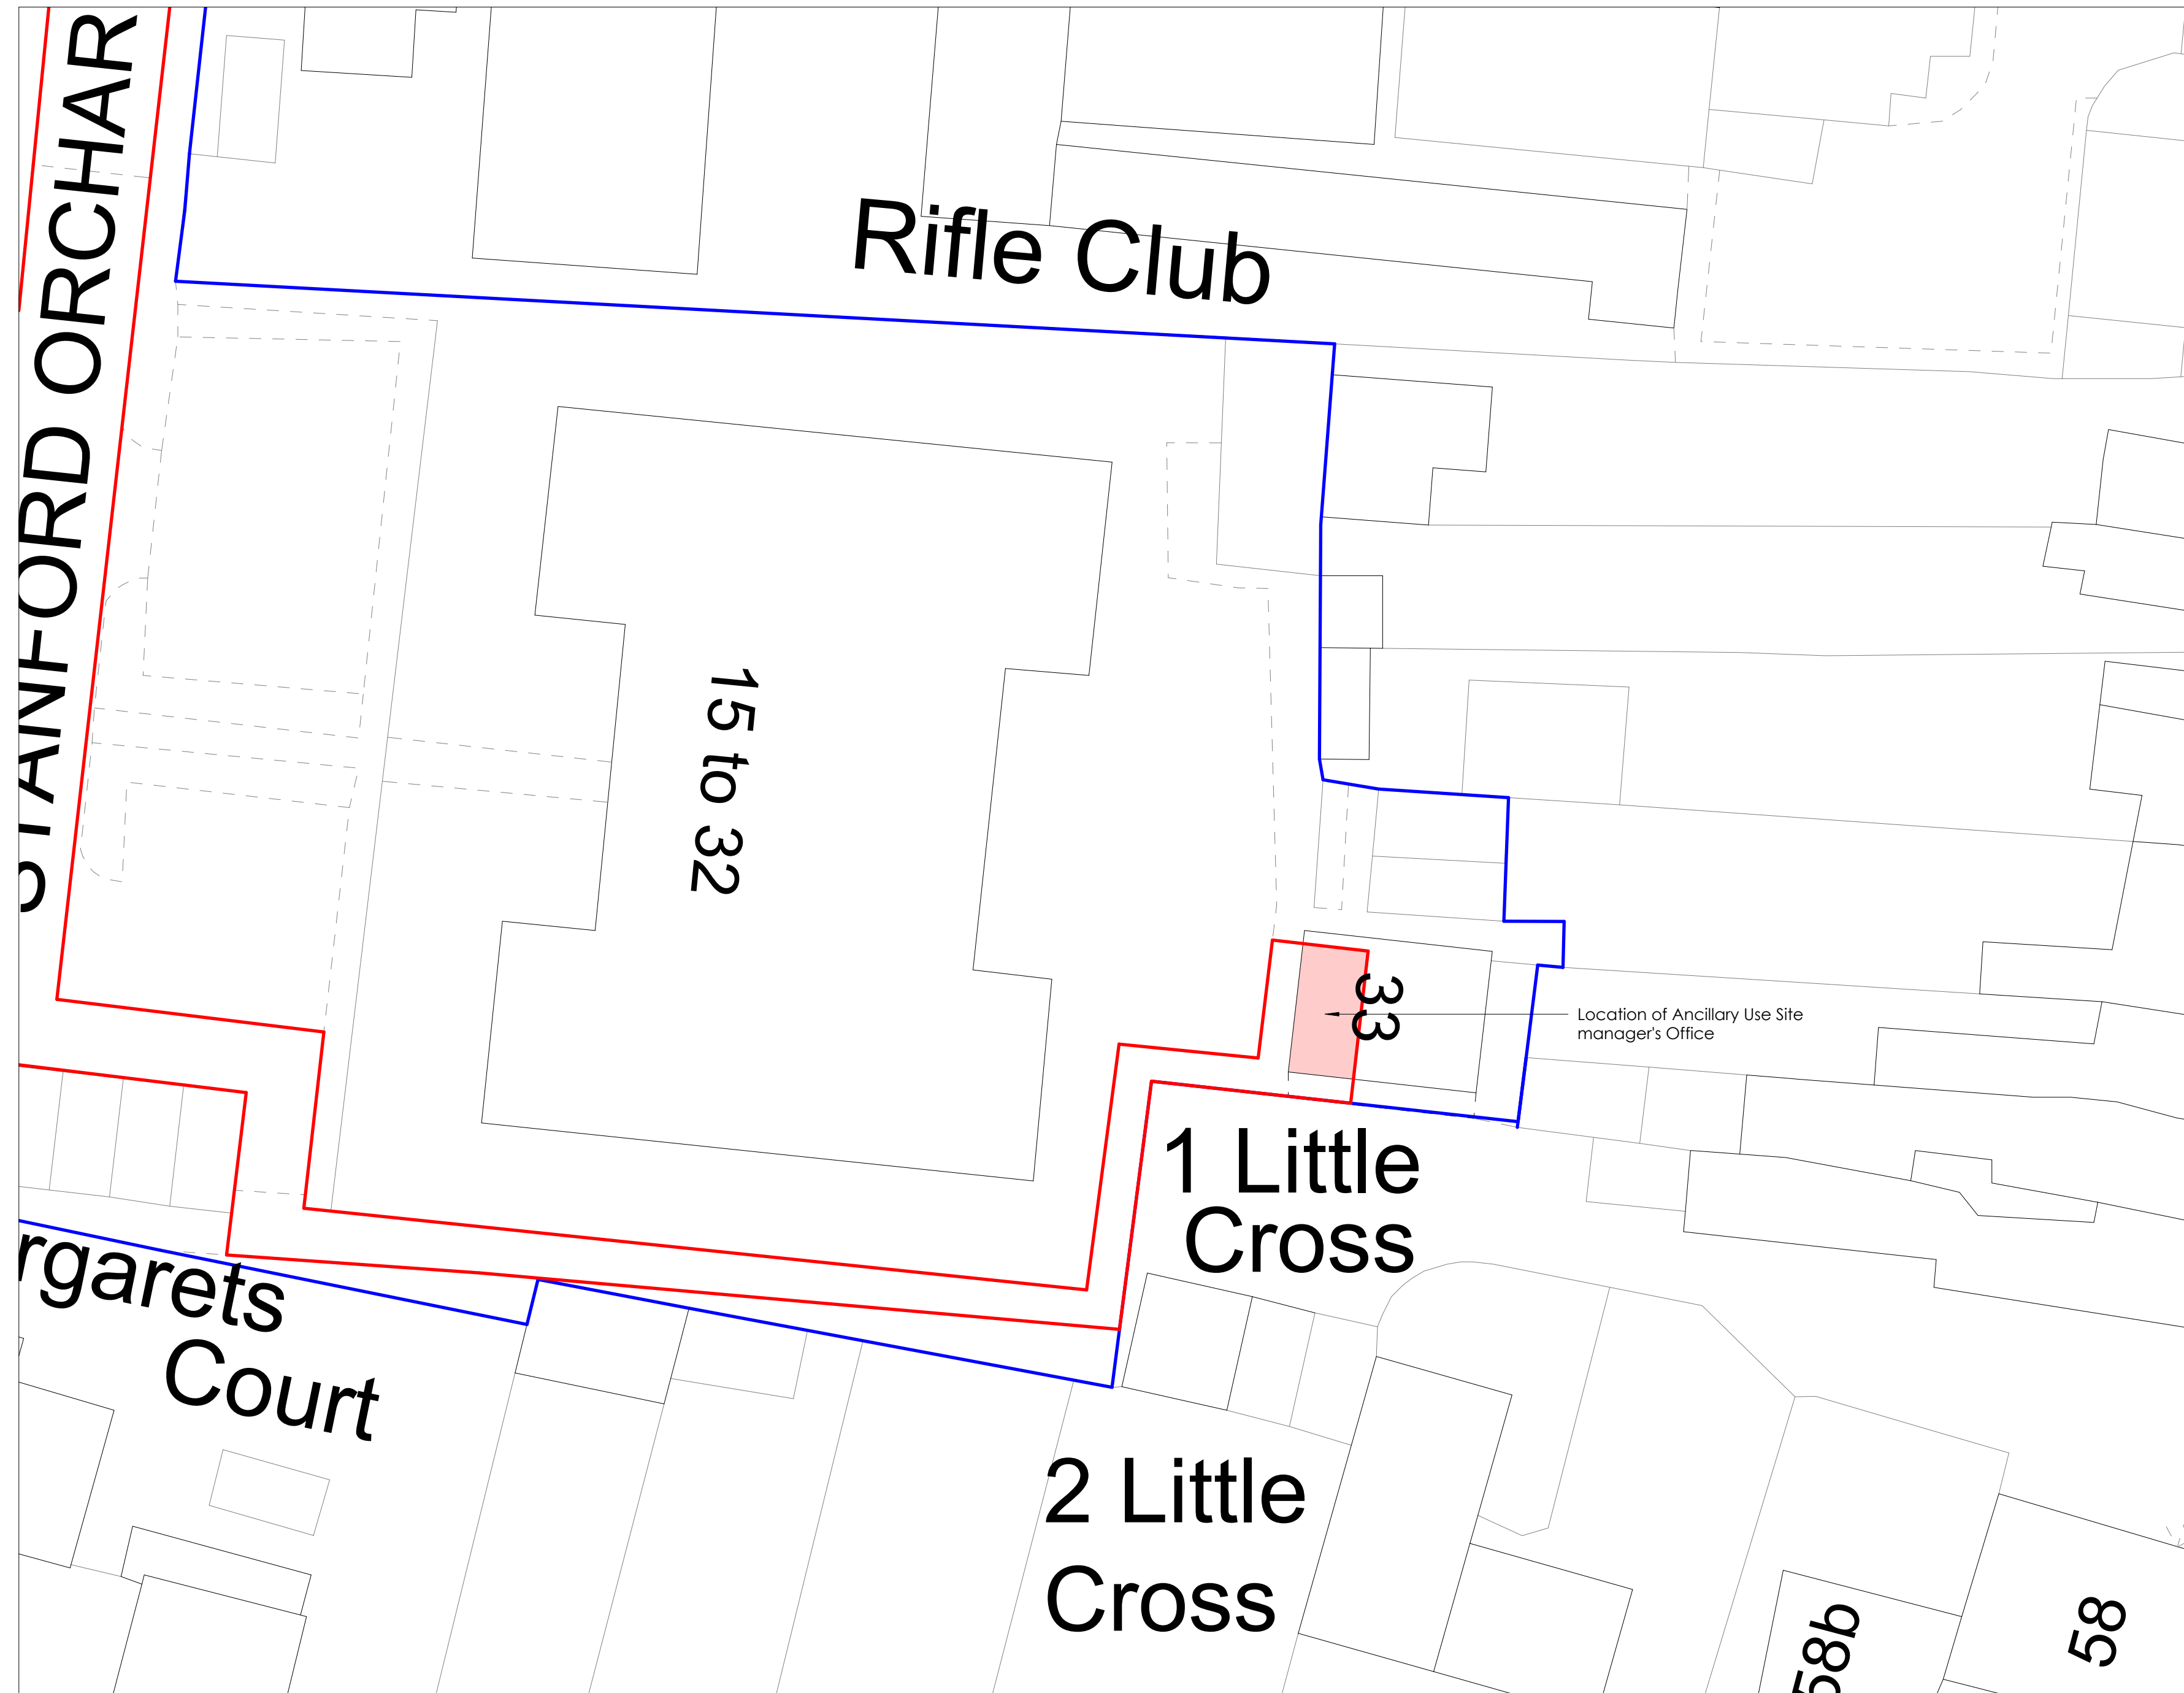 STANFORD ORCHAR
Rifle Club
15 to 32
33
Location of Ancillary Use Site
manager's Office
1 Little
Cross
rgarets
Court
2 Little
Cross
58b
58